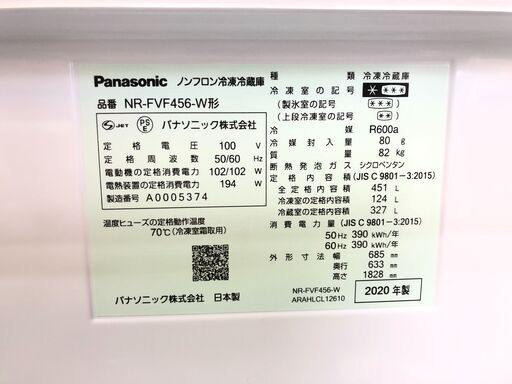 Panasonic ノンフロン冷凍冷蔵庫
品番 NR-FVF456-W形
S JET PSE パナソニック株式会社
定格電圧 100 V
定格周波数 50/60 Hz
電動機の定格消費電力 102/102 W
電熱装置の定格消費電力 194 W
製造番号 A0005374
温度ヒューズの定格動作温度
70℃(冷凍室霜取用)
パナソニック株式会社 日本製
種類 冷凍冷蔵庫
冷凍室の記号 * ***
(製氷室の記号) (***)
(上段冷凍室の記号) (**)
冷媒 R600a
冷媒封入量 80 g
質量 82 kg
断熱発泡ガス シクロペンタン
定格内容積 (JIS C 9801-3:2015)
全定格内容積 451 L
冷凍室の定格内容積 124 L
冷蔵室の定格内容積 327 L
消費電力量 (JIS C 9801-3:2015)
50Hz 390 kWh/年
60Hz 390 kWh/年
外形寸法 幅 685 mm
奥行 633 mm
高さ 1828 mm
NR-FVF456-W
ARAHLCL12610
2020年製